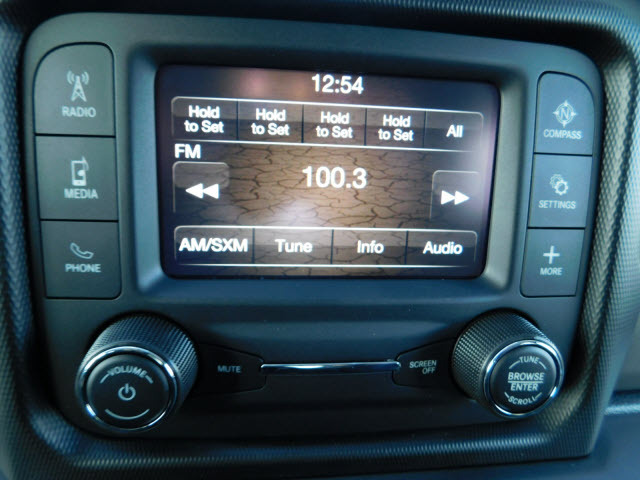 12:54
Hold to Set
Hold to Set
Hold to Set
Hold to Set
All
FM
100.3
AM/SXM
Tune
Info
Audio
RADIO
MEDIA
PHONE
COMPASS
SETTINGS
MORE
VOLUME
MUTE
SCREEN
OFF
TUNE
BROWSE
ENTER
SCROLL